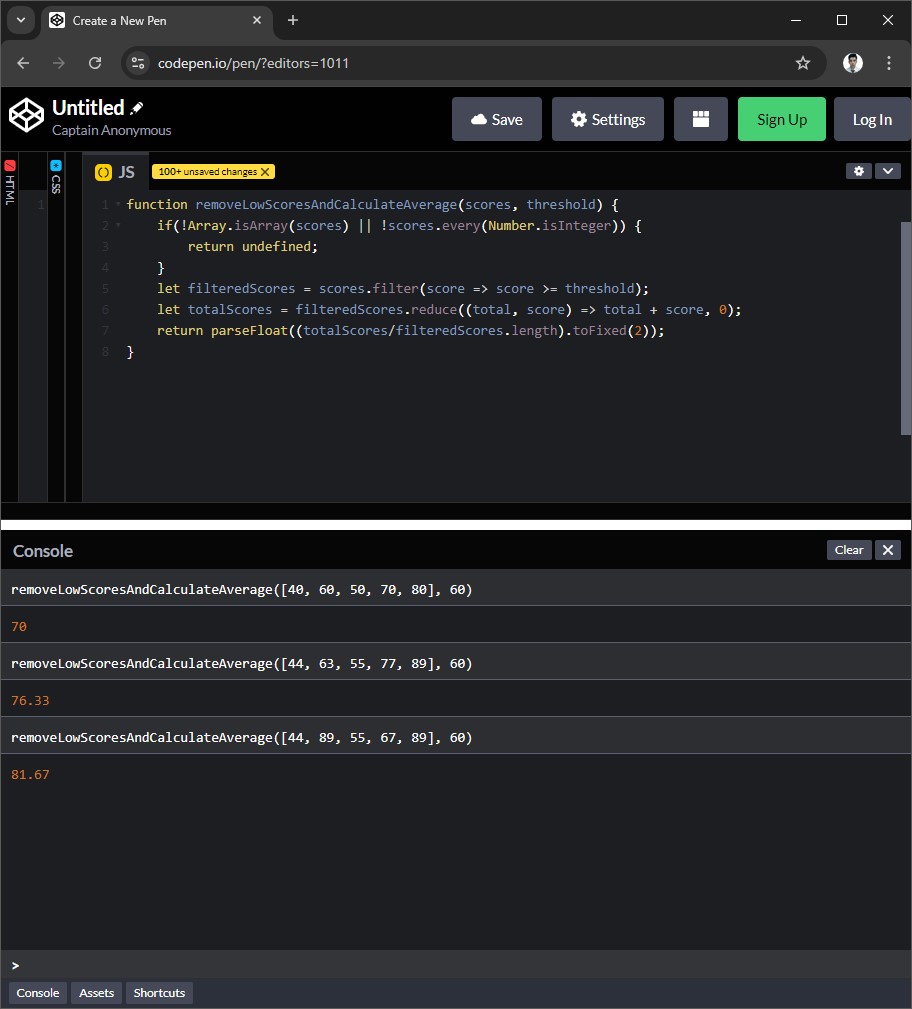 Create a New Pen
codepen.io/pen/?editors=1011
Untitled
Captain Anonymous
Save
Settings
Sign Up
Log In
HTML
1
CSS
JS
100+ unsaved changes
1 function removeLowScoresAndCalculateAverage(scores, threshold) {
2     if(!Array.isArray(scores) || !scores.every(Number.isInteger)) {
3         return undefined;
4     }
5     let filteredScores = scores.filter(score => score >= threshold);
6     let totalScores = filteredScores.reduce((total, score) => total + score, 0);
7     return parseFloat((totalScores/filteredScores.length).toFixed(2));
8 }
Console
Clear
removeLowScoresAndCalculateAverage([40, 60, 50, 70, 80], 60)
70
removeLowScoresAndCalculateAverage([44, 63, 55, 77, 89], 60)
76.33
removeLowScoresAndCalculateAverage([44, 89, 55, 67, 89], 60)
81.67
>
Console Assets Shortcuts